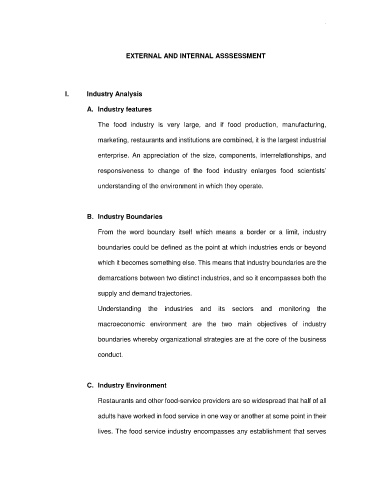 EXTERNAL AND INTERNAL ASSSESSMENT
I. Industry Analysis
A. Industry features
The food industry is very large, and if food production, manufacturing,
marketing, restaurants and institutions are combined, it is the largest industrial
enterprise. An appreciation of the size, components, interrelationships, and
responsiveness to change of the food industry enlarges food scientists'
understanding of the environment in which they operate.
B. Industry Boundaries
From the word boundary itself which means a border or a limit, industry
boundaries could be defined as the point at which industries ends or beyond
which it becomes something else. This means that industry boundaries are the
demarcations between two distinct industries, and so it encompasses both the
supply and demand trajectories.
Understanding the industries and its sectors and monitoring the
macroeconomic environment are the two main objectives of industry
boundaries whereby organizational strategies are at the core of the business
conduct.
C. Industry Environment
Restaurants and other food-service providers are so widespread that half of all
adults have worked in food service in one way or another at some point in their
lives. The food service industry encompasses any establishment that serves